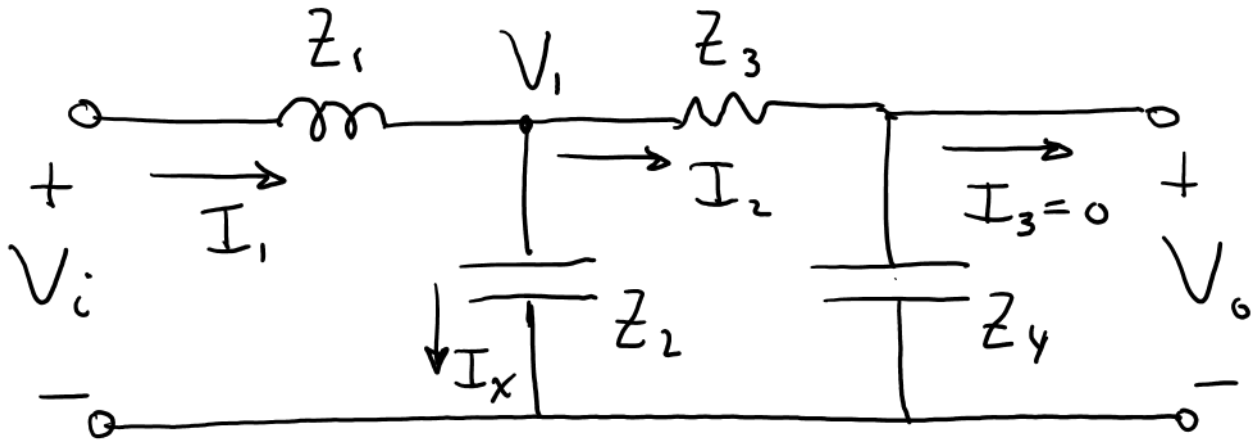 Z₁
V₁
Z₃
+
I₁
I₂
I₃=0
+
Vᵢ
Vₒ
Z₂
Z₄
Iₓ
−
−